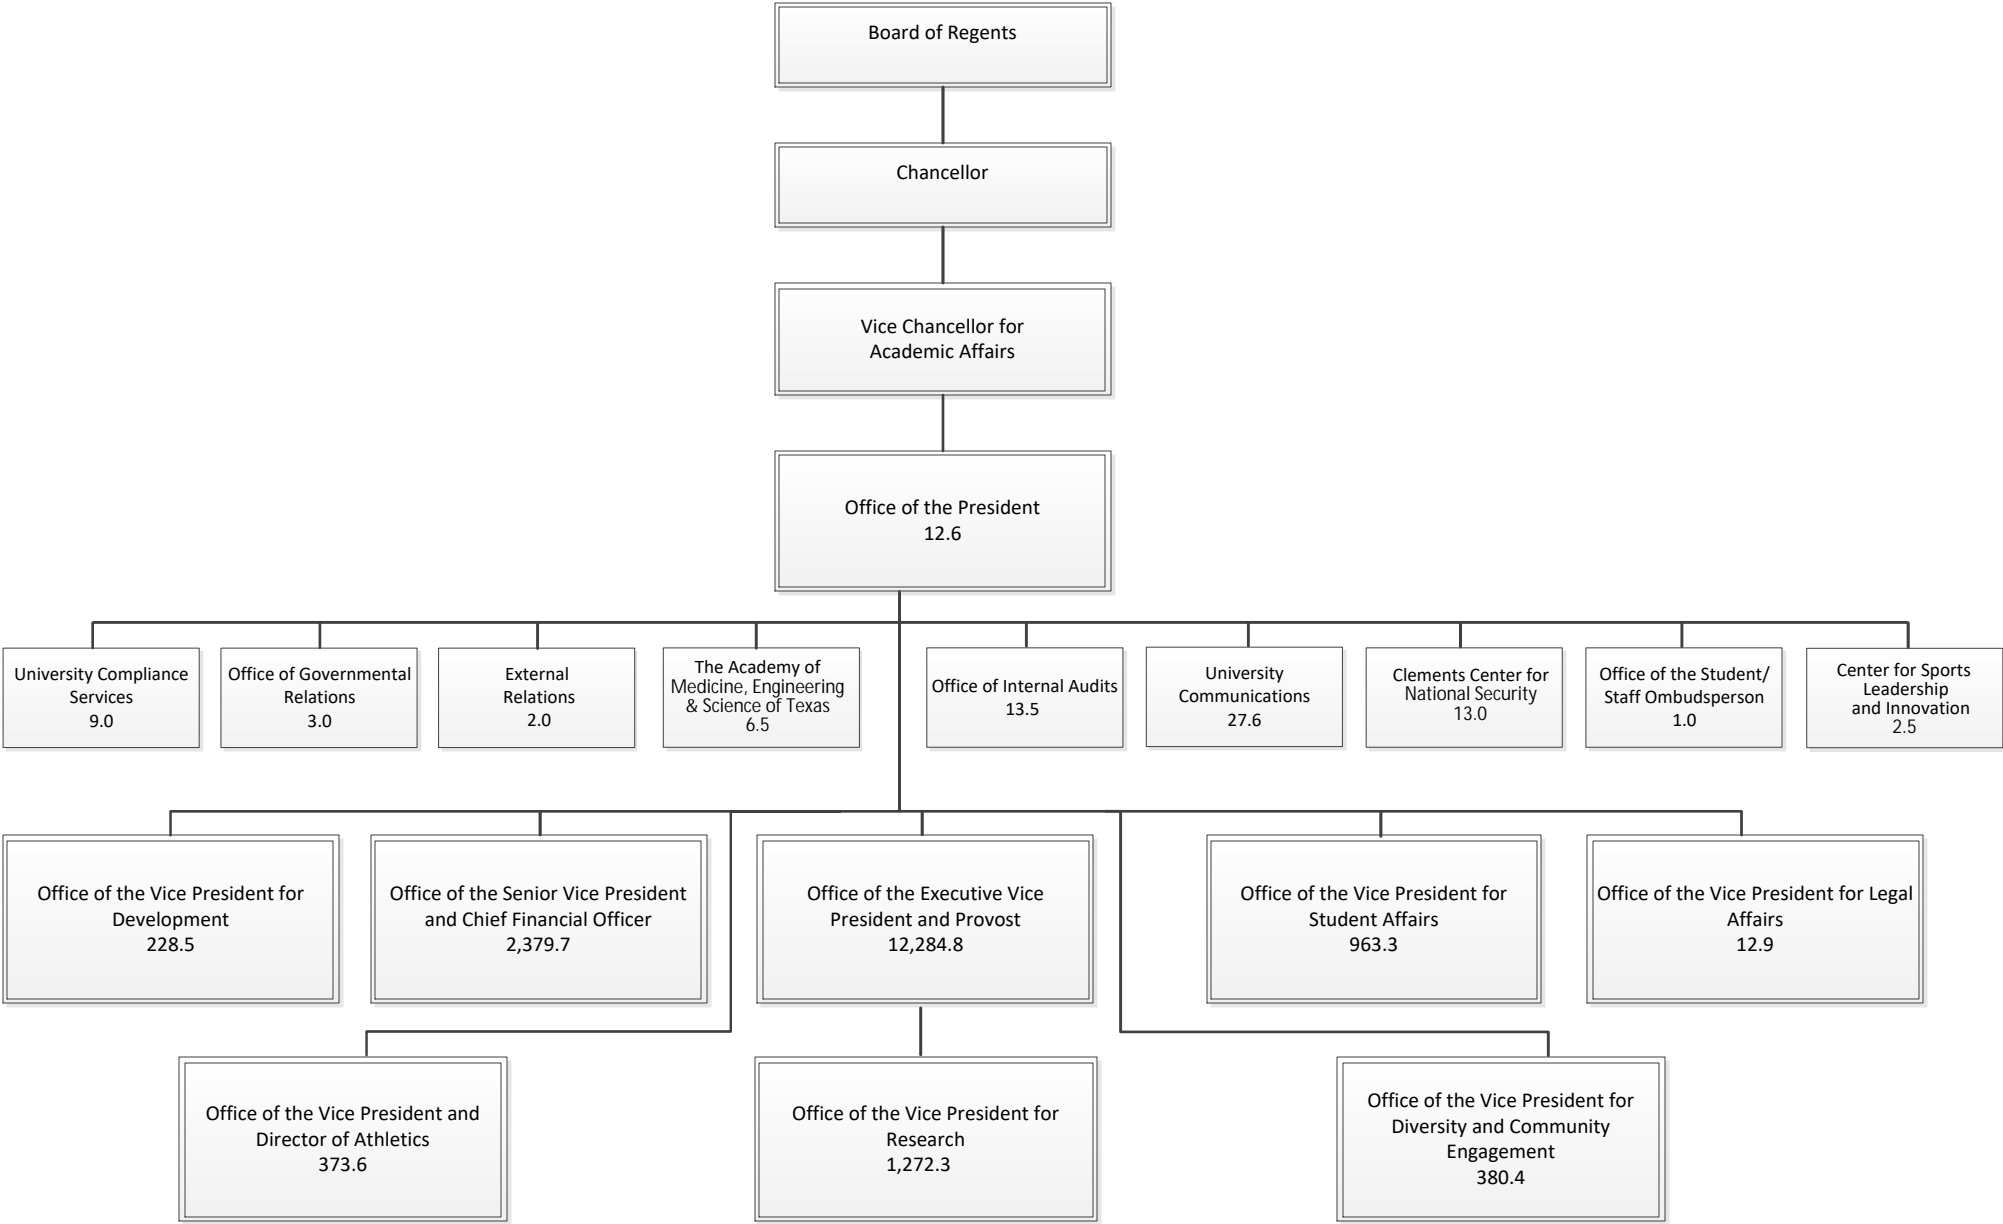 Board of Regents
Chancellor
Vice Chancellor for
Academic Affairs
Office of the President
12.6
University Compliance
Services
9.0
Office of Governmental
Relations
3.0
External
Relations
2.0
The Academy of
Medicine, Engineering
& Science of Texas
6.5
Office of Internal Audits
13.5
University
Communications
27.6
Clements Center for
National Security
13.0
Office of the Student/
Staff Ombudsperson
1.0
Center for Sports
Leadership
and Innovation
2.5
Office of the Vice President for
Development
228.5
Office of the Senior Vice President
and Chief Financial Officer
2,379.7
Office of the Executive Vice
President and Provost
12,284.8
Office of the Vice President for
Student Affairs
963.3
Office of the Vice President for Legal
Affairs
12.9
Office of the Vice President and
Director of Athletics
373.6
Office of the Vice President for
Research
1,272.3
Office of the Vice President for
Diversity and Community
Engagement
380.4